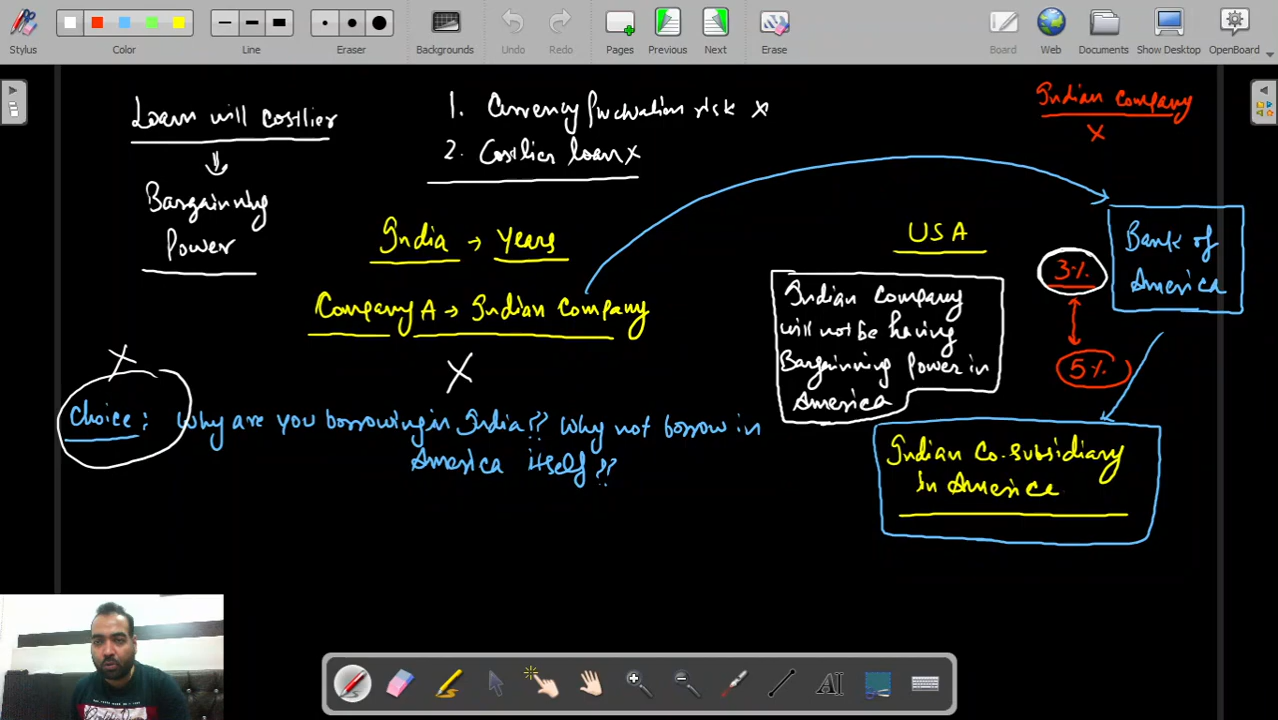 Stylus
Color
Line
Eraser
Backgrounds
Undo
Redo
Pages
Previous
Next
Erase
Board
Web
Documents
Show Desktop
OpenBoard
Loan will costlier
⇓
Bargainning
Power
1. Currency fluctuation risk x
2. Costlier loan x
Indian Company
x
India → Years
Company A → Indian Company
X
USA
Bank of
America
3%
5%
Indian Company
will not be having
Bargainning Power in
America
X
Choice: Why are you borrowing in India?? Why not borrow in
America itself??
Indian Co. subsidiary
in America